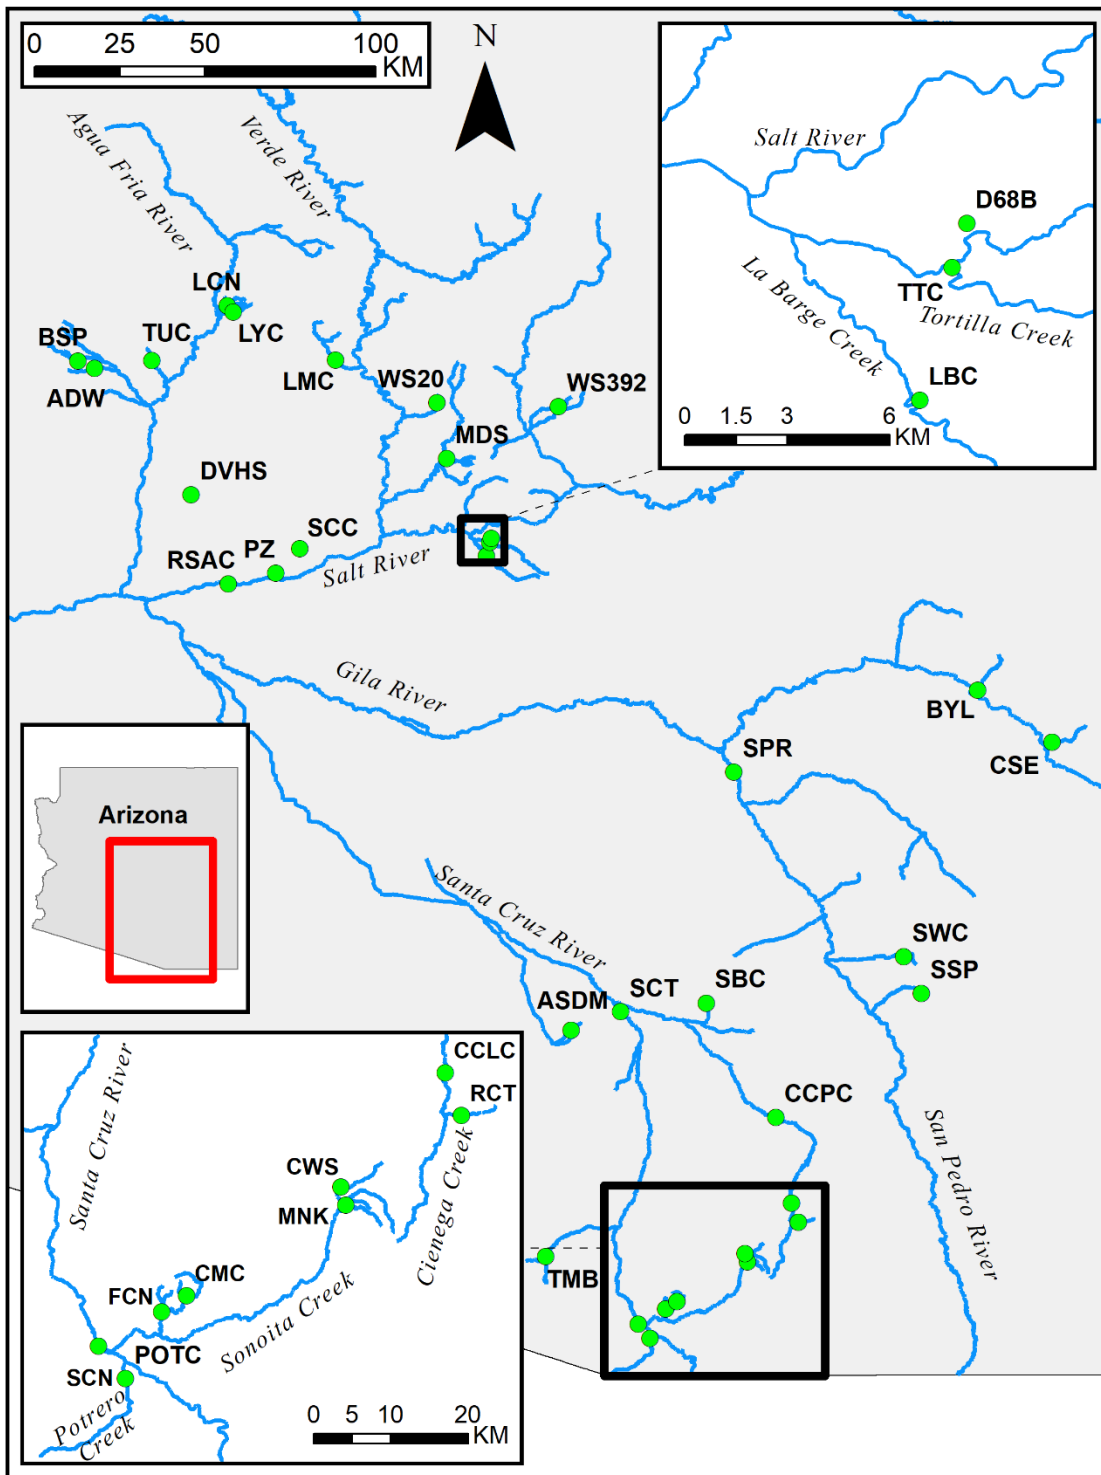 0 25 50 100
KM
N
Agua Fria River
Verde River
Salt River
D68B
TTC
La Barge Creek
Tortilla Creek
LBC
0 1.5 3 6
KM
LCN
LYC
BSP
TUC
ADW
LMC
WS20
WS392
MDS
DVHS
SCC
PZ
RSAC
Salt River
Gila River
BYL
SPR
CSE
Arizona
Santa Cruz River
SWC
SSP
SBC
SCT
ASDM
CCPC
San Pedro River
TMB
Santa Cruz River
CCLC
RCT
CWS
MNK
Cienega Creek
CMC
FCN
Sonoita Creek
POTC
SCN
Potrero
Creek
0 5 10 20
KM